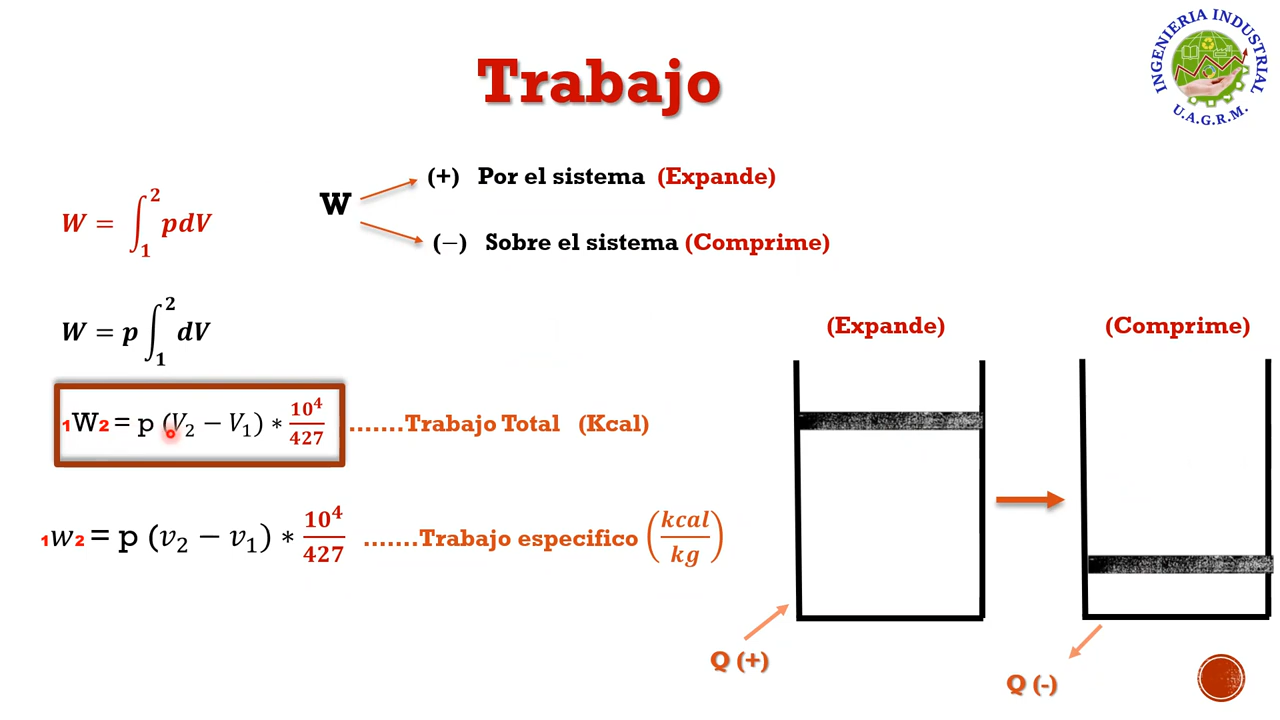 Trabajo
INGENIERIA INDUSTRIAL
U.A.G.R.M.
W = ∫₁² pdV
W
(+) Por el sistema (Expande)
(−) Sobre el sistema (Comprime)
W = p ∫₁² dV
(Expande)
(Comprime)
₁W₂ = p (V₂ − V₁) * 10⁴/427 .......Trabajo Total (Kcal)
₁w₂ = p (v₂ − v₁) * 10⁴/427 .......Trabajo especifico (kcal/kg)
Q (+)
Q (-)